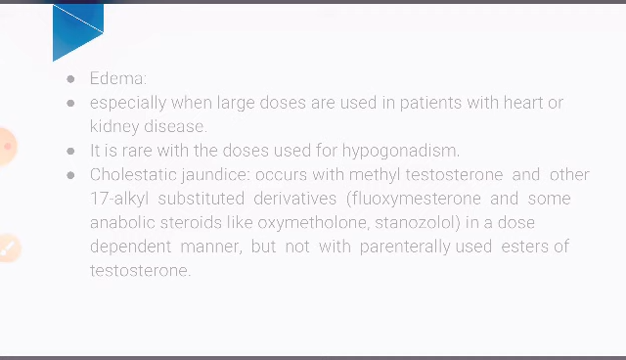 Edema:
especially when large doses are used in patients with heart or
kidney disease.
It is rare with the doses used for hypogonadism.
Cholestatic jaundice: occurs with methyl testosterone and other
17-alkyl substituted derivatives (fluoxymesterone and some
anabolic steroids like oxymetholone, stanozolol) in a dose
dependent manner, but not with parenterally used esters of
testosterone.